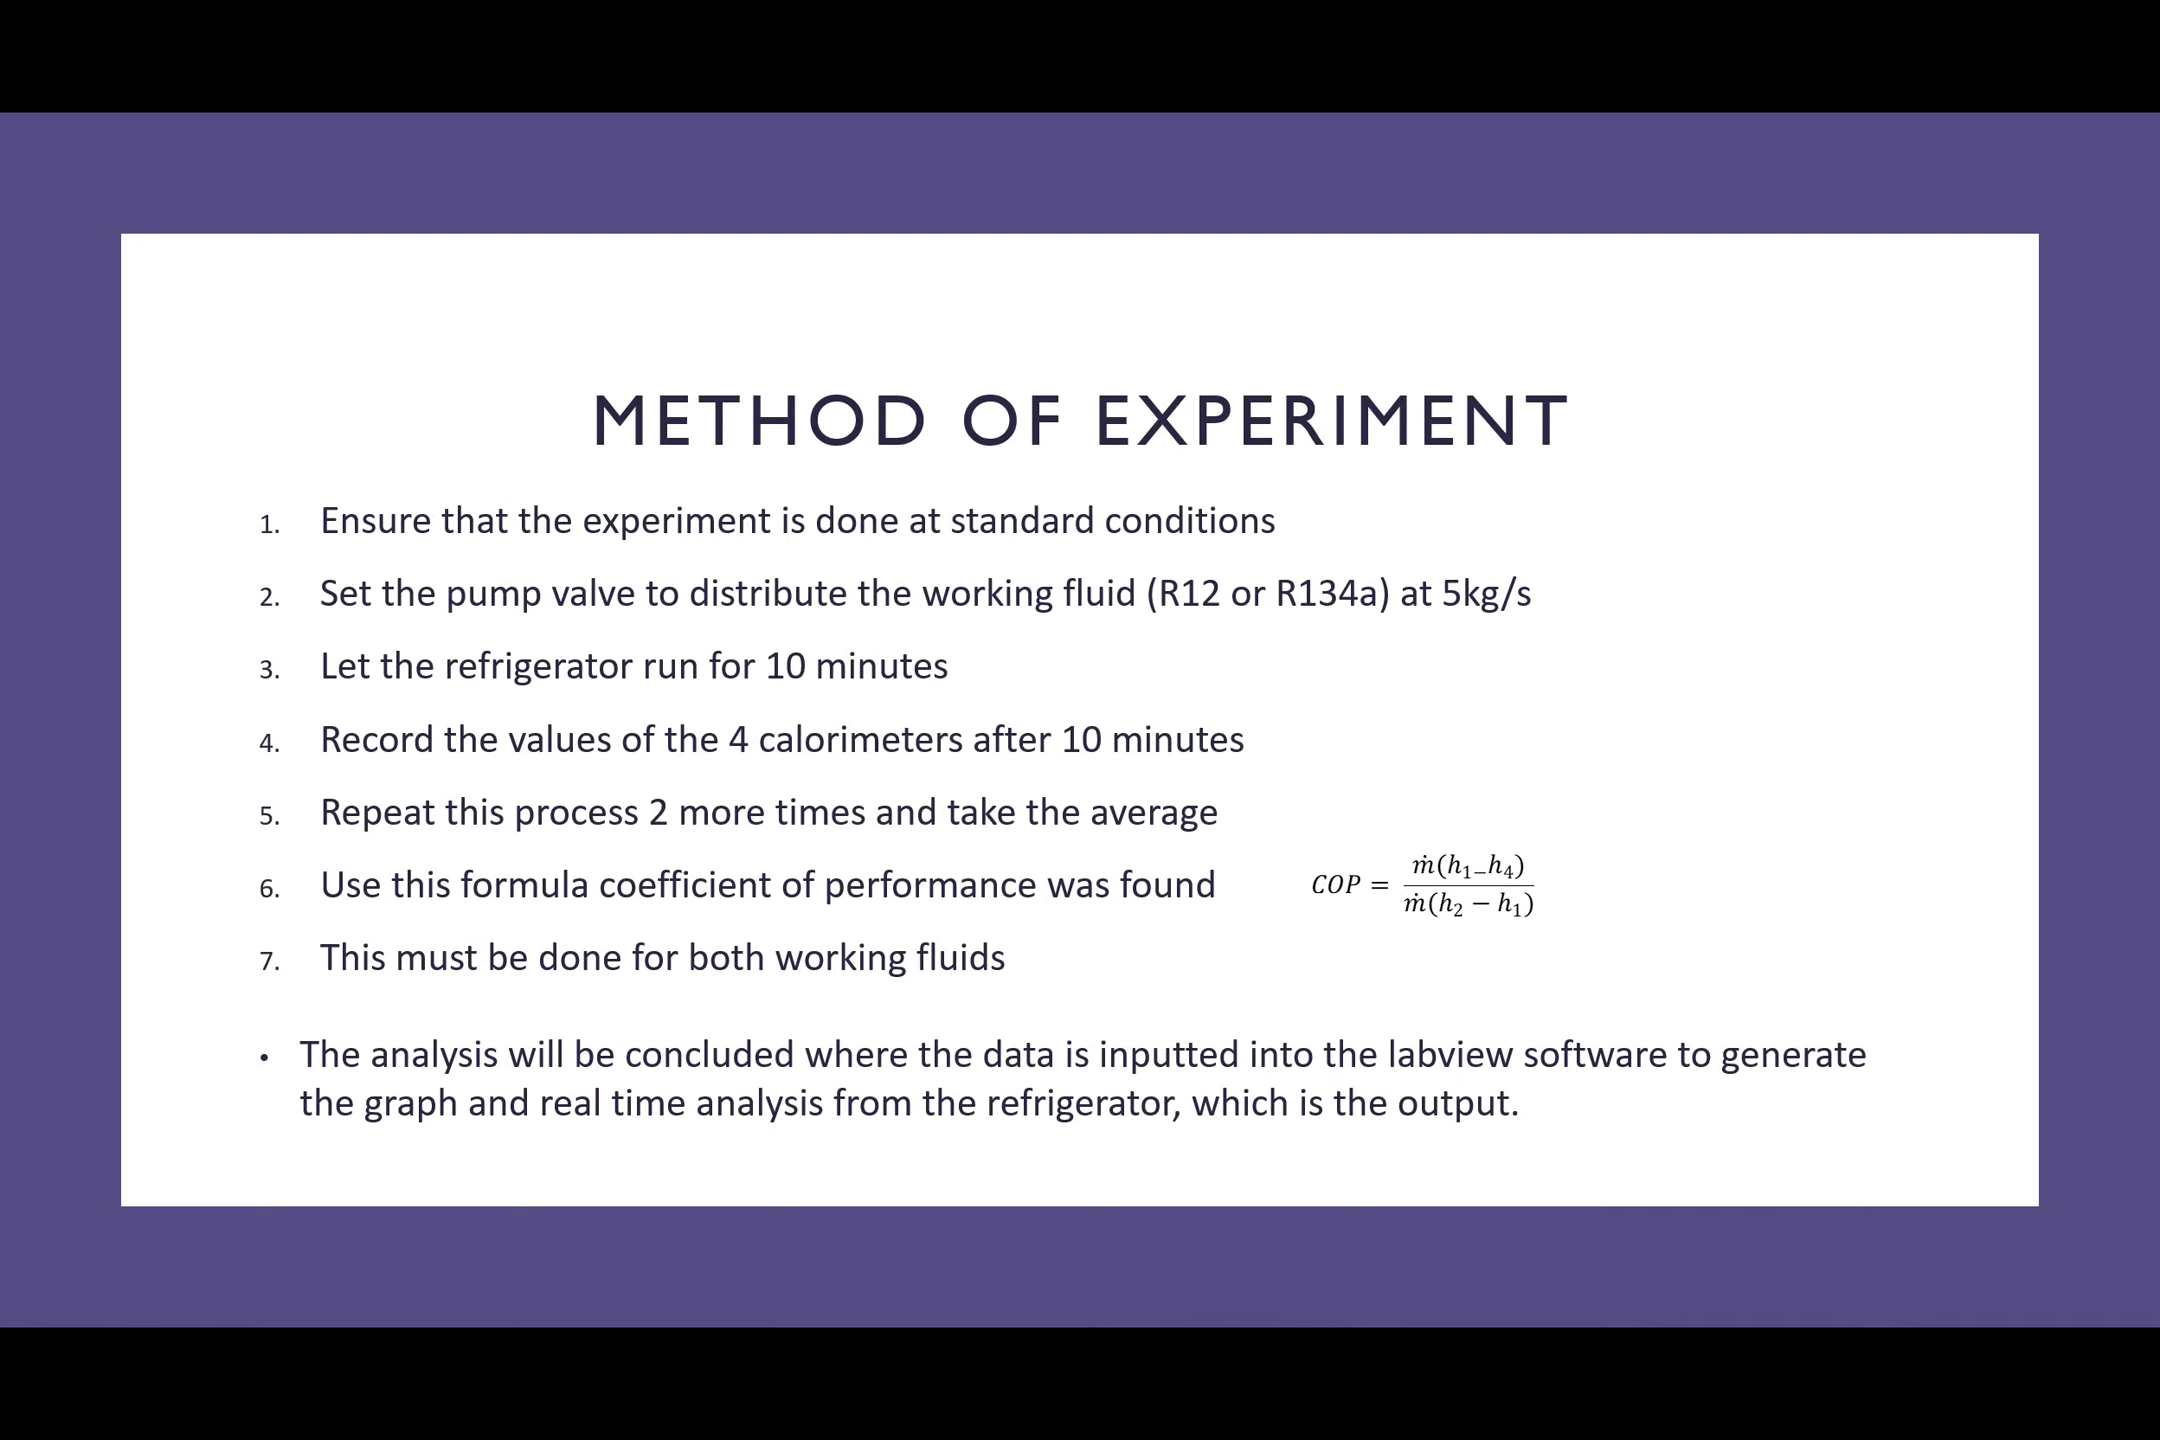 METHOD OF EXPERIMENT
1. Ensure that the experiment is done at standard conditions
2. Set the pump valve to distribute the working fluid (R12 or R134a) at 5kg/s
3. Let the refrigerator run for 10 minutes
4. Record the values of the 4 calorimeters after 10 minutes
5. Repeat this process 2 more times and take the average
6. Use this formula coefficient of performance was found COP = ṁ(h₁₋h₄) / ṁ(h₂ − h₁)
7. This must be done for both working fluids
• The analysis will be concluded where the data is inputted into the labview software to generate
the graph and real time analysis from the refrigerator, which is the output.